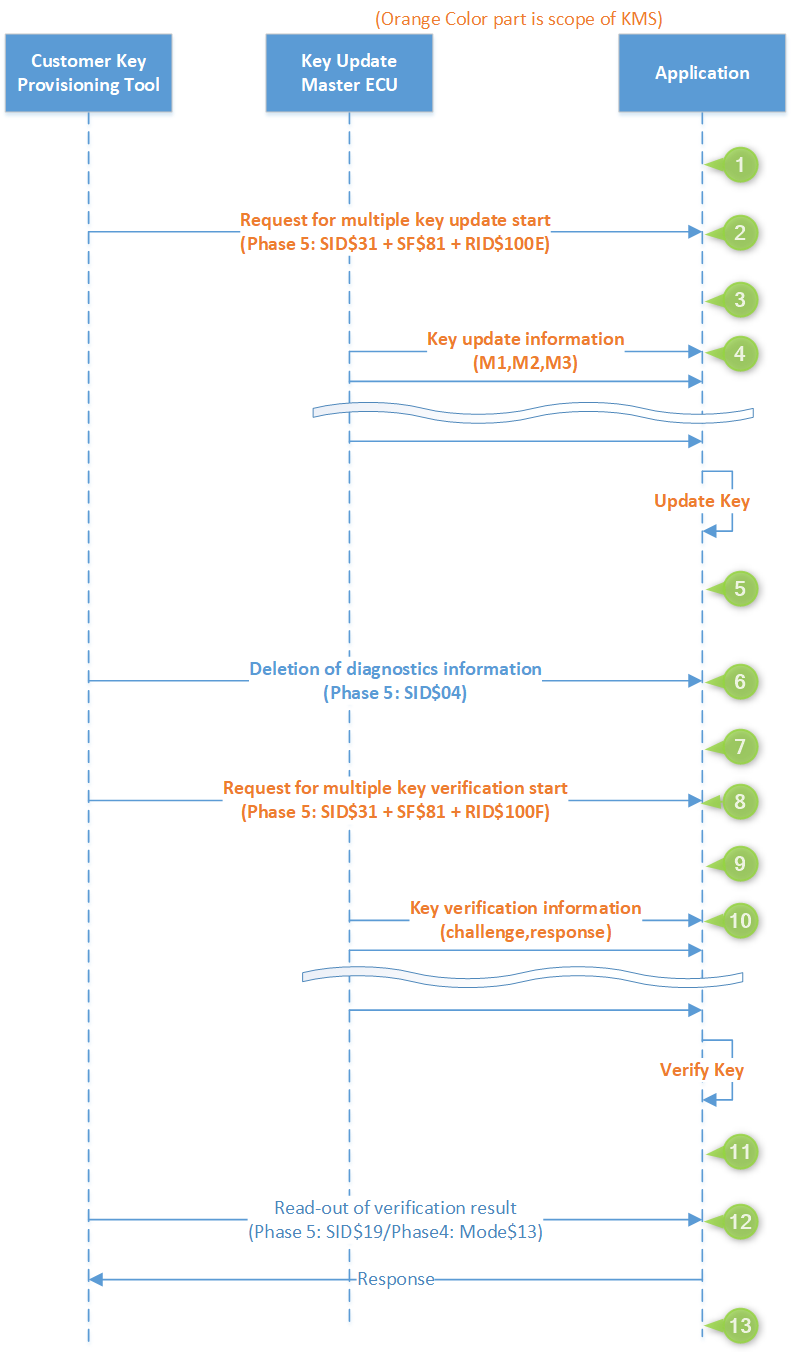 (Orange Color part is scope of KMS)
Customer Key
Provisioning Tool
Key Update
Master ECU
Application
1
Request for multiple key update start
(Phase 5: SID$31 + SF$81 + RID$100E)
2
3
Key update information
(M1,M2,M3)
4
Update Key
5
Deletion of diagnostics information
(Phase 5: SID$04)
6
7
Request for multiple key verification start
(Phase 5: SID$31 + SF$81 + RID$100F)
8
9
Key verification information
(challenge,response)
10
Verify Key
11
Read-out of verification result
(Phase 5: SID$19/Phase4: Mode$13)
12
Response
13